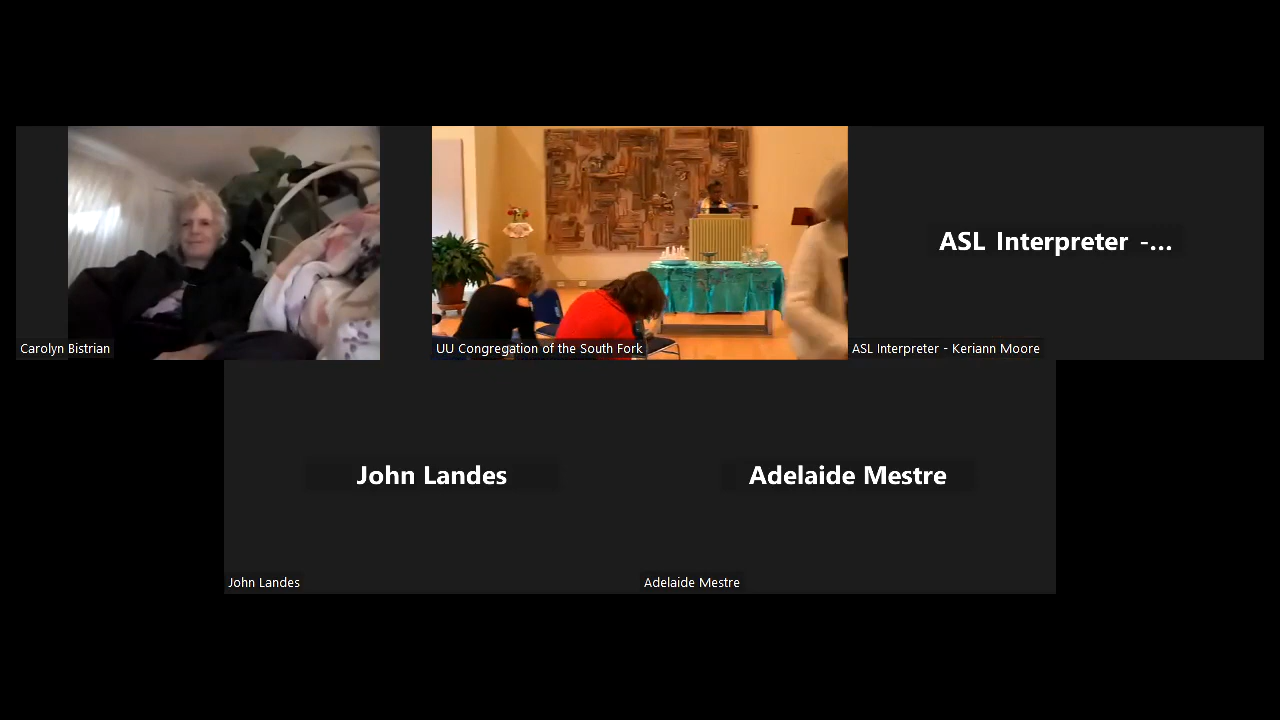 Carolyn Bistrian
UU Congregation of the South Fork
ASL Interpreter -...
ASL Interpreter - Keriann Moore
John Landes
Adelaide Mestre
John Landes
Adelaide Mestre